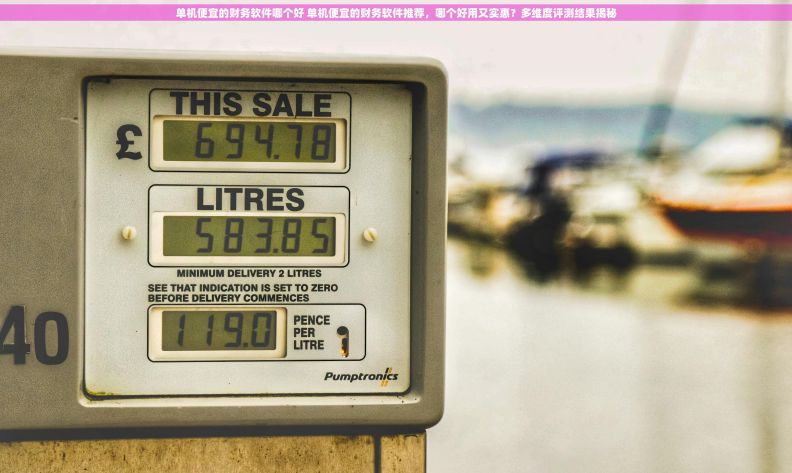 单机便宜的财务软件哪个好 单机便宜的财务软件推荐，哪个好用又实惠？多维度评测结果揭秘
THIS SALE
£ 694.78
LITRES
583.85
MINIMUM DELIVERY 2 LITRES
SEE THAT INDICATION IS SET TO ZERO
BEFORE DELIVERY COMMENCES
119.0
PENCE
PER
LITRE
40
Pumptronics